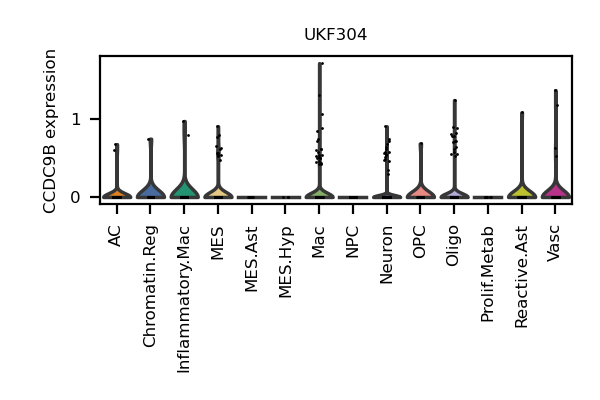 UKF304
CCDC9B expression
1
0
AC
Chromatin.Reg
Inflammatory.Mac
MES
MES.Ast
MES.Hyp
Mac
NPC
Neuron
OPC
Oligo
Prolif.Metab
Reactive.Ast
Vasc